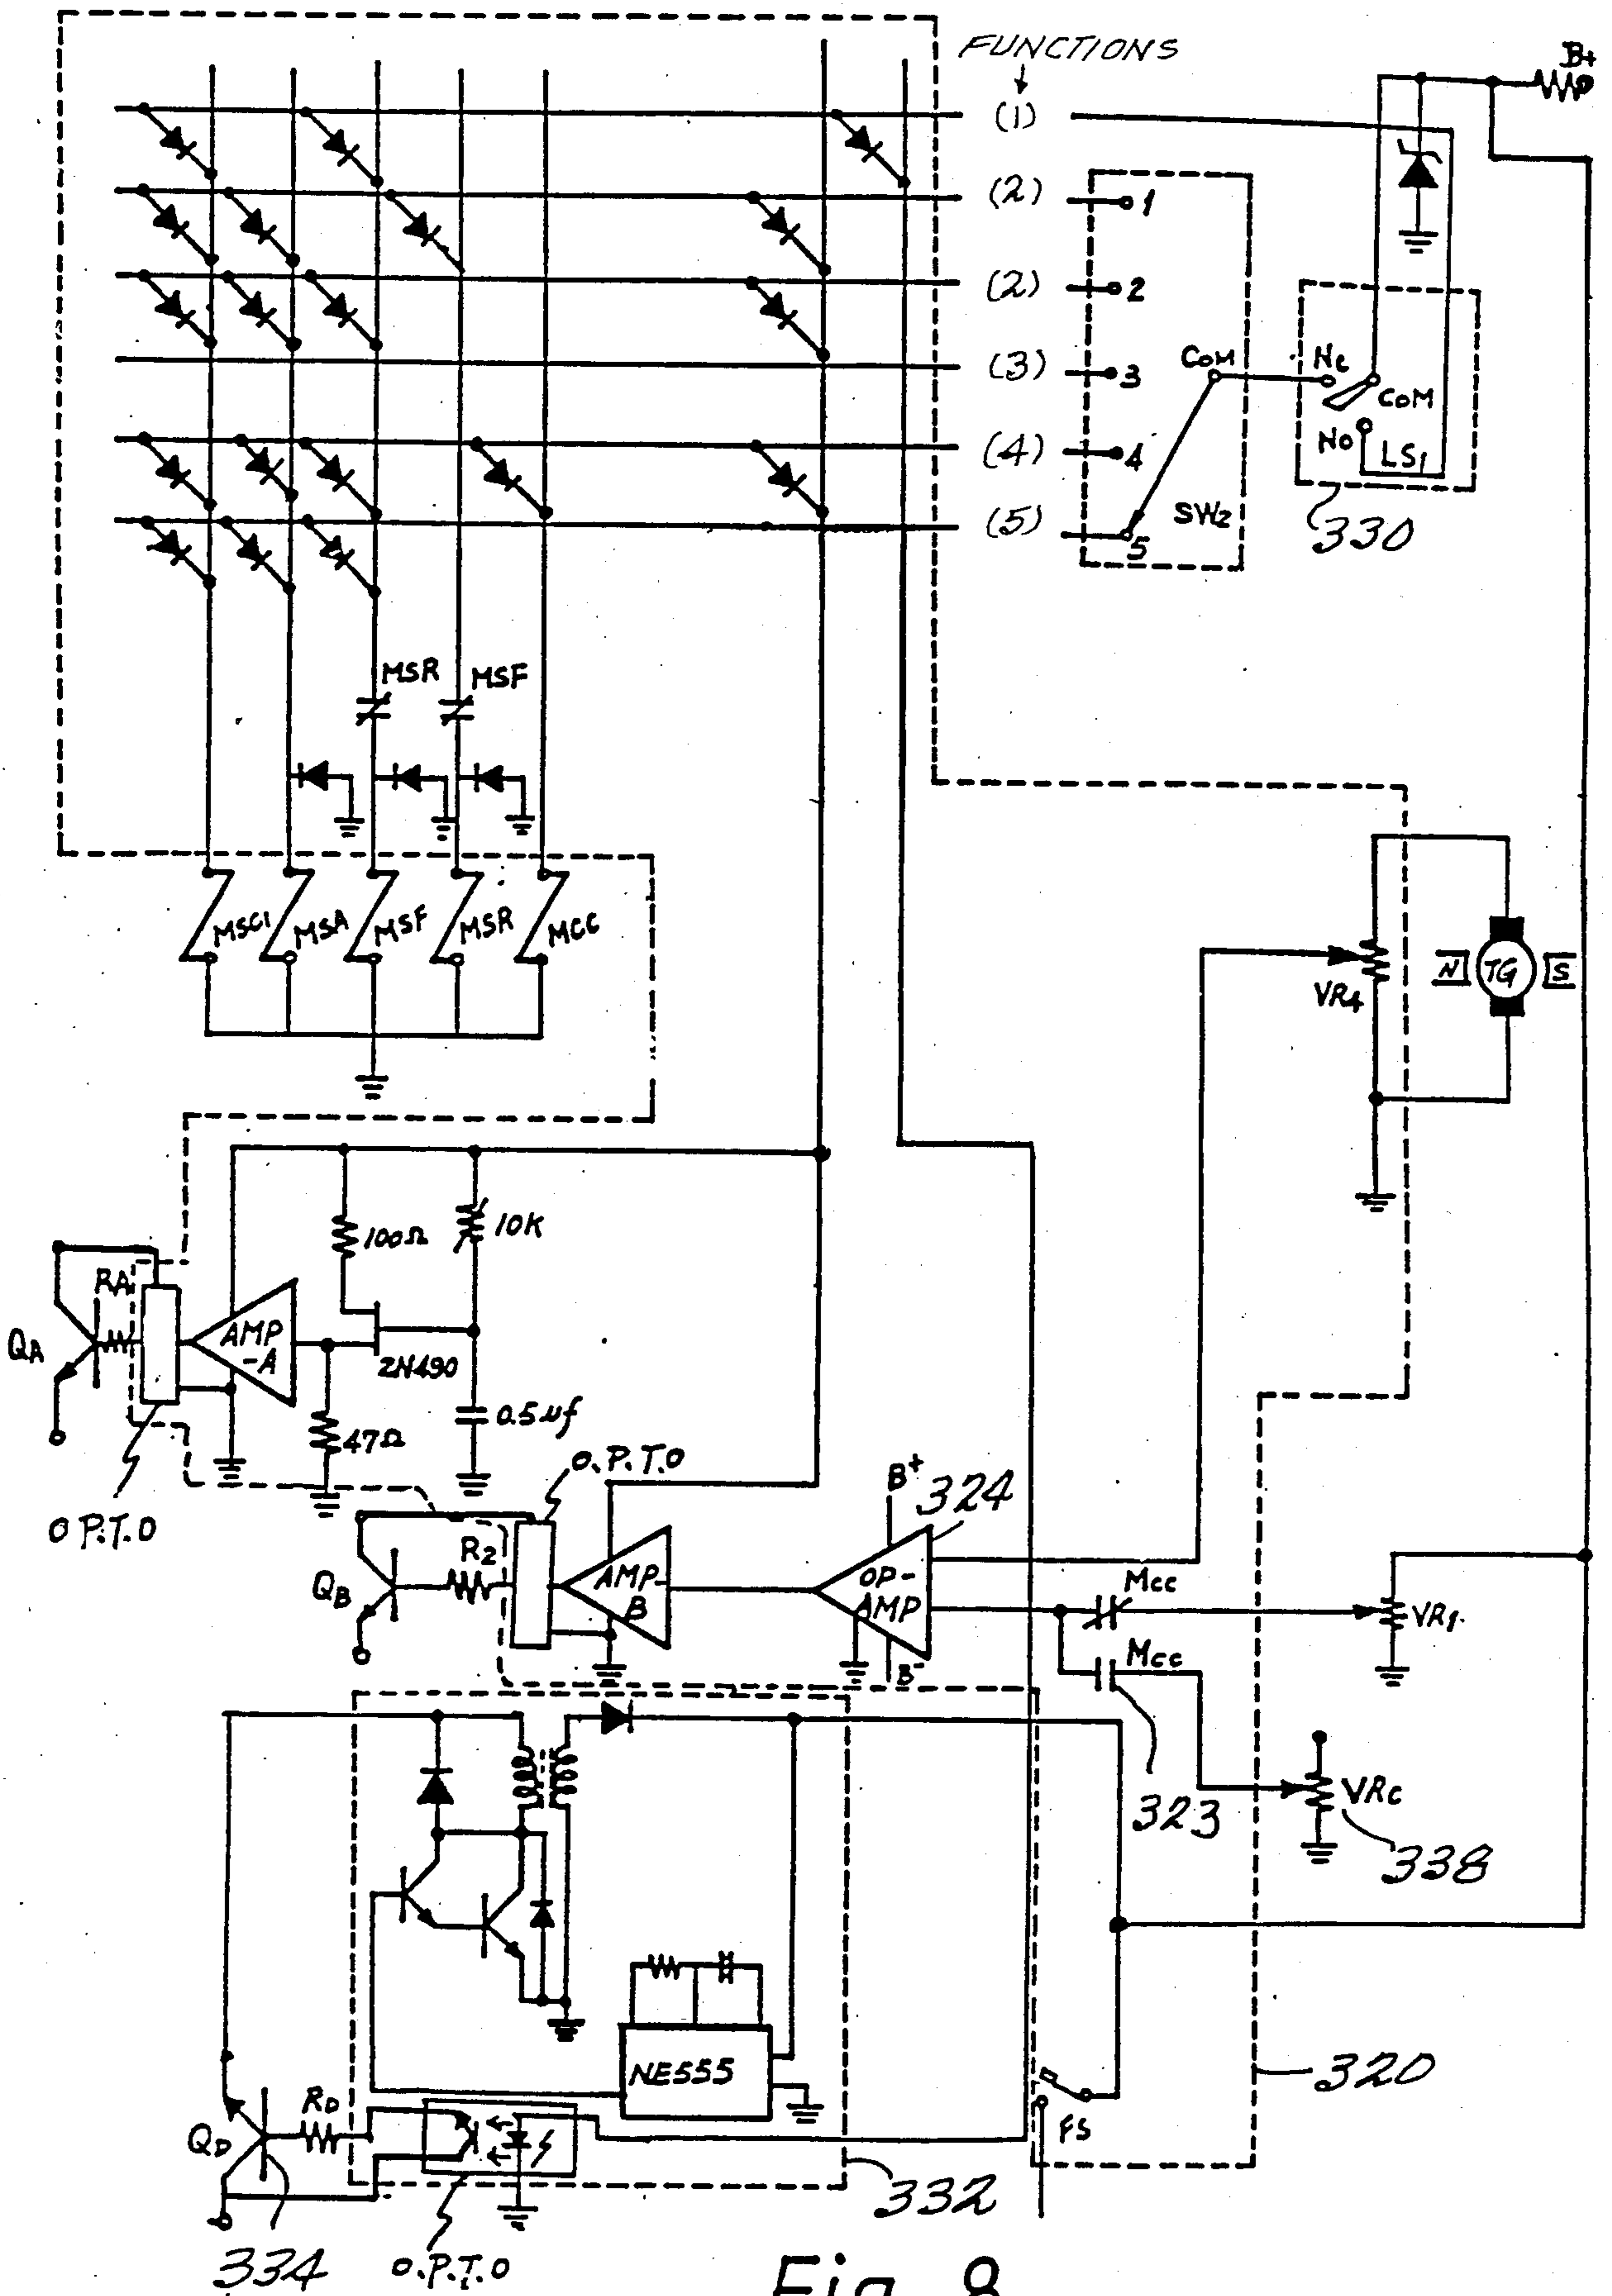 FUNCTIONS
B+
(1)
(2)
1
(2)
2
(3)
3
COM
NC
COM
NO
LS1
(4)
4
SW2
(5)
5
330
MSR
MSF
MSC1
MSA
MSF
MSR
MCC
VR4
N
TG
S
100Ω
10K
RA
QA
AMP
-A
2N490
47Ω
0.5µf
O.P.T.O
O.P.T.O
B+
324
R2
QB
AMP-
B
OP-
AMP
B-
MCC
VR1
MCC
323
VRC
338
NE555
320
RD
QD
FS
332
334
O.P.T.O
Fig. 8